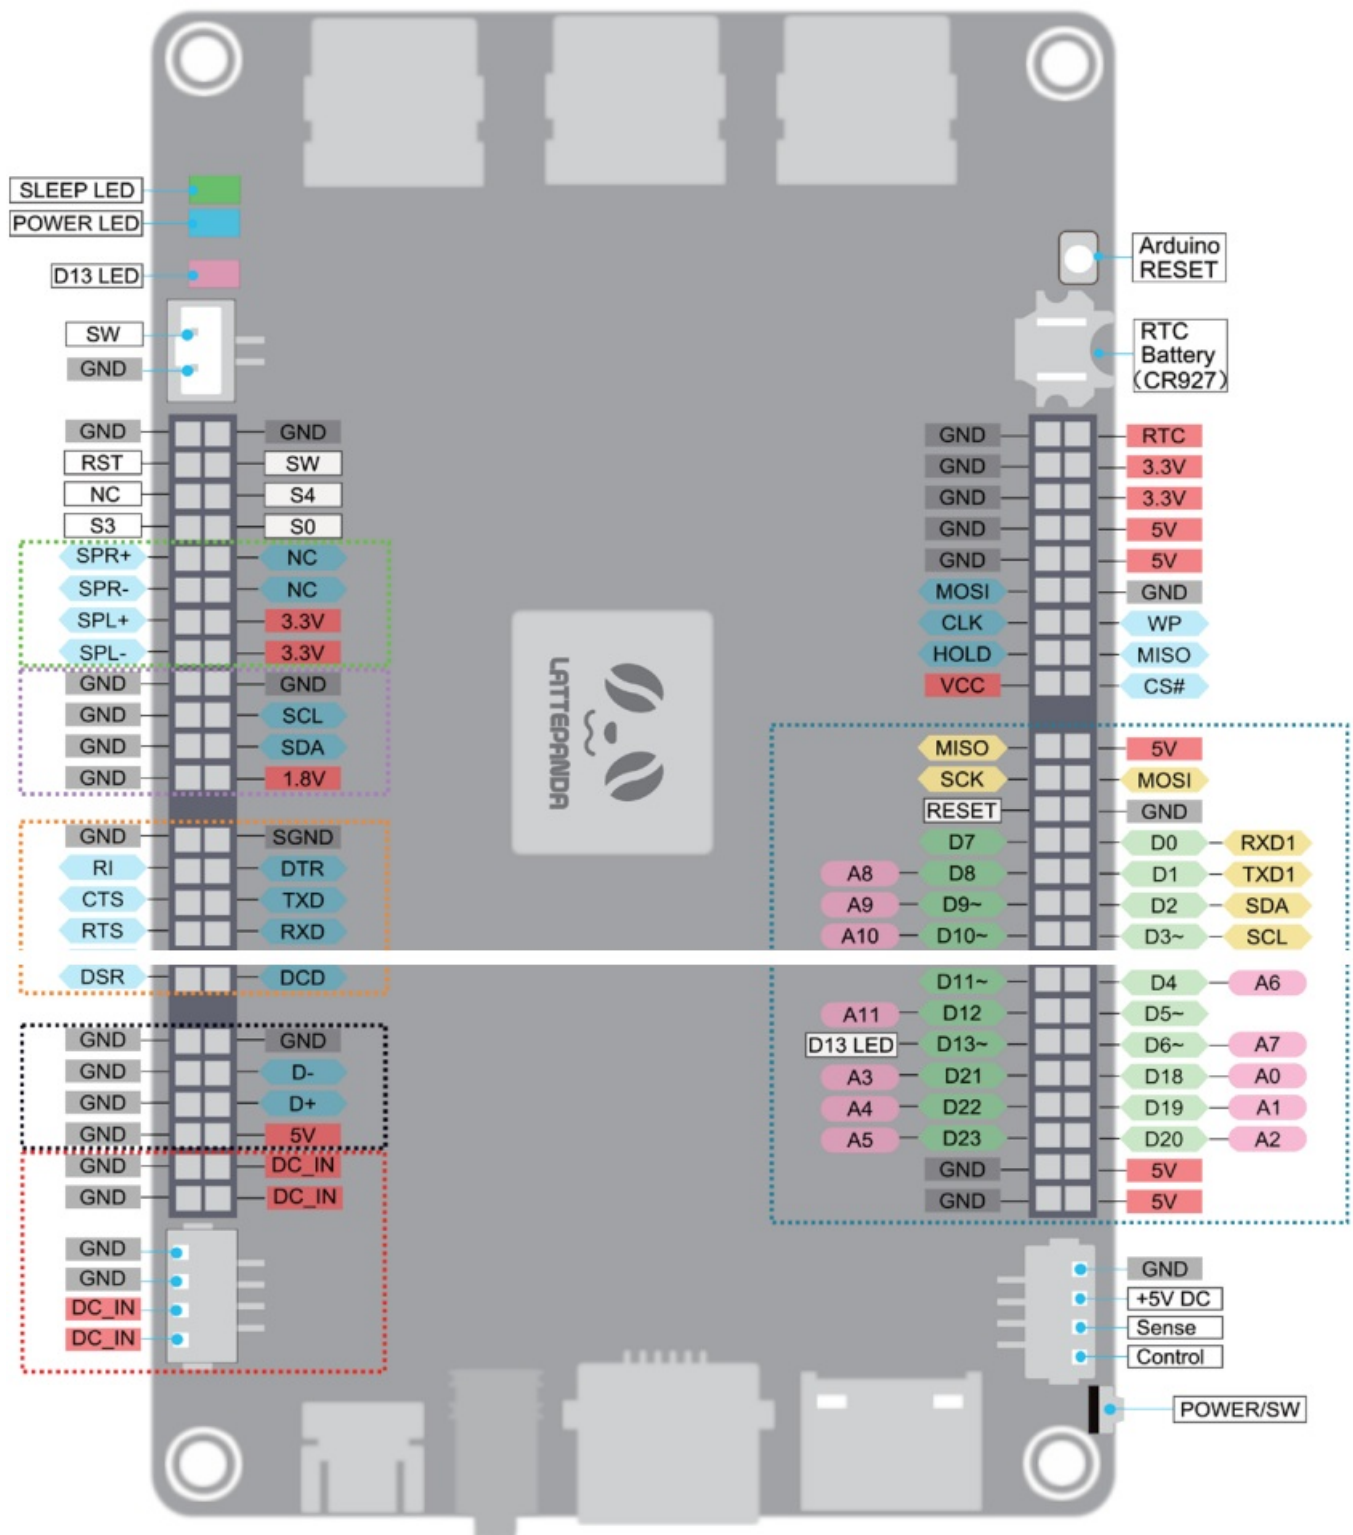 SLEEP LED
POWER LED
D13 LED
SW
GND
Arduino
RESET
RTC
Battery
(CR927)
GND GND
RST SW
NC S4
S3 S0
SPR+ NC
SPR- NC
SPL+ 3.3V
SPL- 3.3V
GND GND
GND SCL
GND SDA
GND 1.8V
GND SGND
RI DTR
CTS TXD
RTS RXD
DSR DCD
GND GND
GND D-
GND D+
GND 5V
GND DC_IN
GND DC_IN
GND
GND
DC_IN
DC_IN
LATTEPANDA
GND RTC
GND 3.3V
GND 3.3V
GND 5V
GND 5V
MOSI GND
CLK WP
HOLD MISO
VCC CS#
MISO 5V
SCK MOSI
RESET GND
D7 D0 RXD1
A8 D8 D1 TXD1
A9 D9~ D2 SDA
A10 D10~ D3~ SCL
D11~ D4 A6
A11 D12 D5~
D13 LED D13~ D6~ A7
A3 D21 D18 A0
A4 D22 D19 A1
A5 D23 D20 A2
GND 5V
GND 5V
GND
+5V DC
Sense
Control
POWER/SW